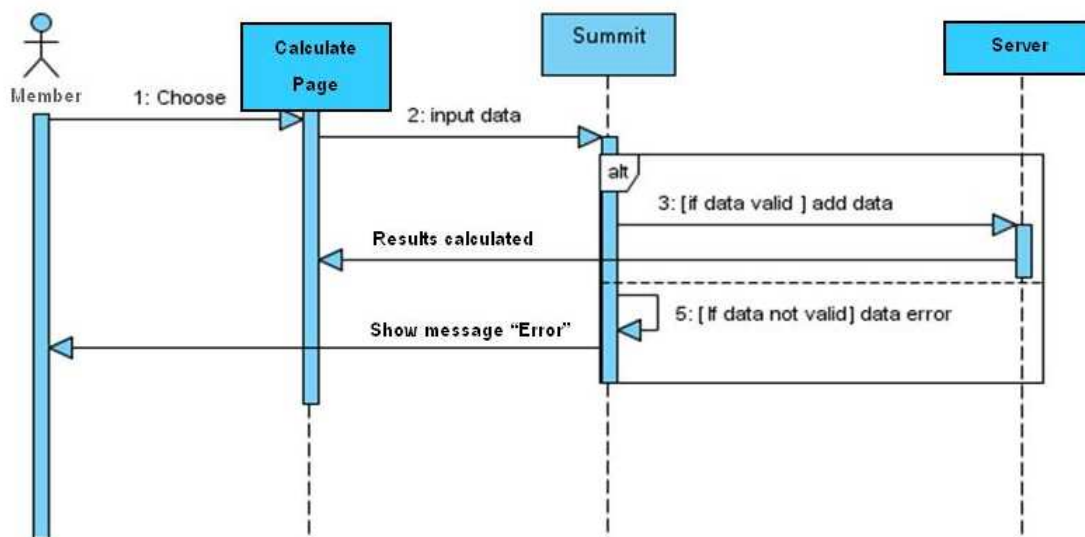 Calculate
Page
Summit
Server
Member
1: Choose
2: input data
alt
3: [if data valid ] add data
Results calculated
5: [If data not valid] data error
Show message “Error”